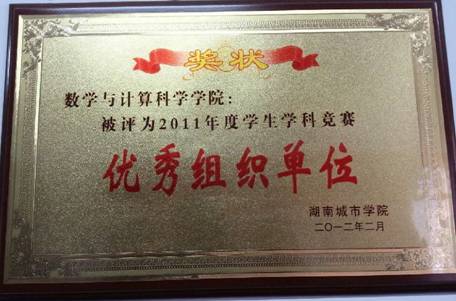 奖状
数学与计算科学学院：
被评为2011年度学生学科竞赛
优秀组织单位
湖南城市学院
二〇一二年二月